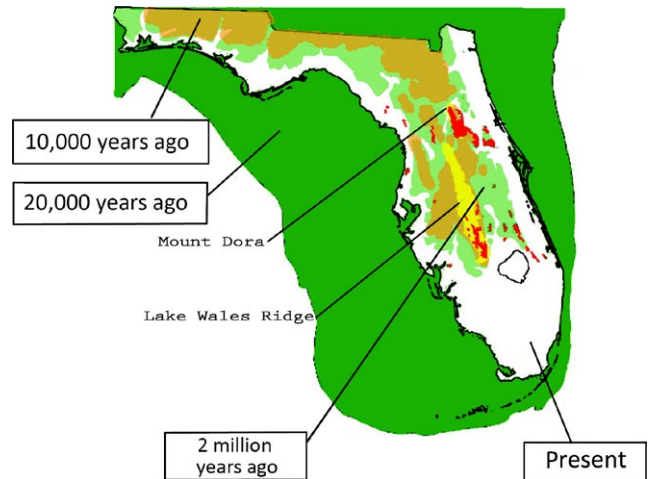 10,000 years ago
20,000 years ago
Mount Dora
Lake Wales Ridge
2 million
years ago
Present